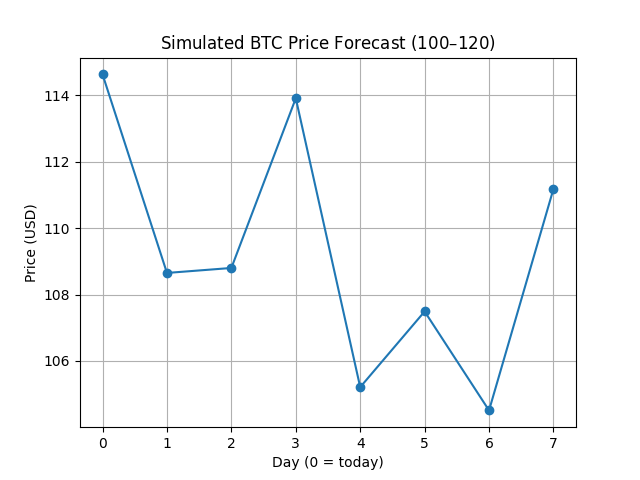 Simulated BTC Price Forecast (100–120)
114
112
110
108
106
Price (USD)
0 1 2 3 4 5 6 7
Day (0 = today)